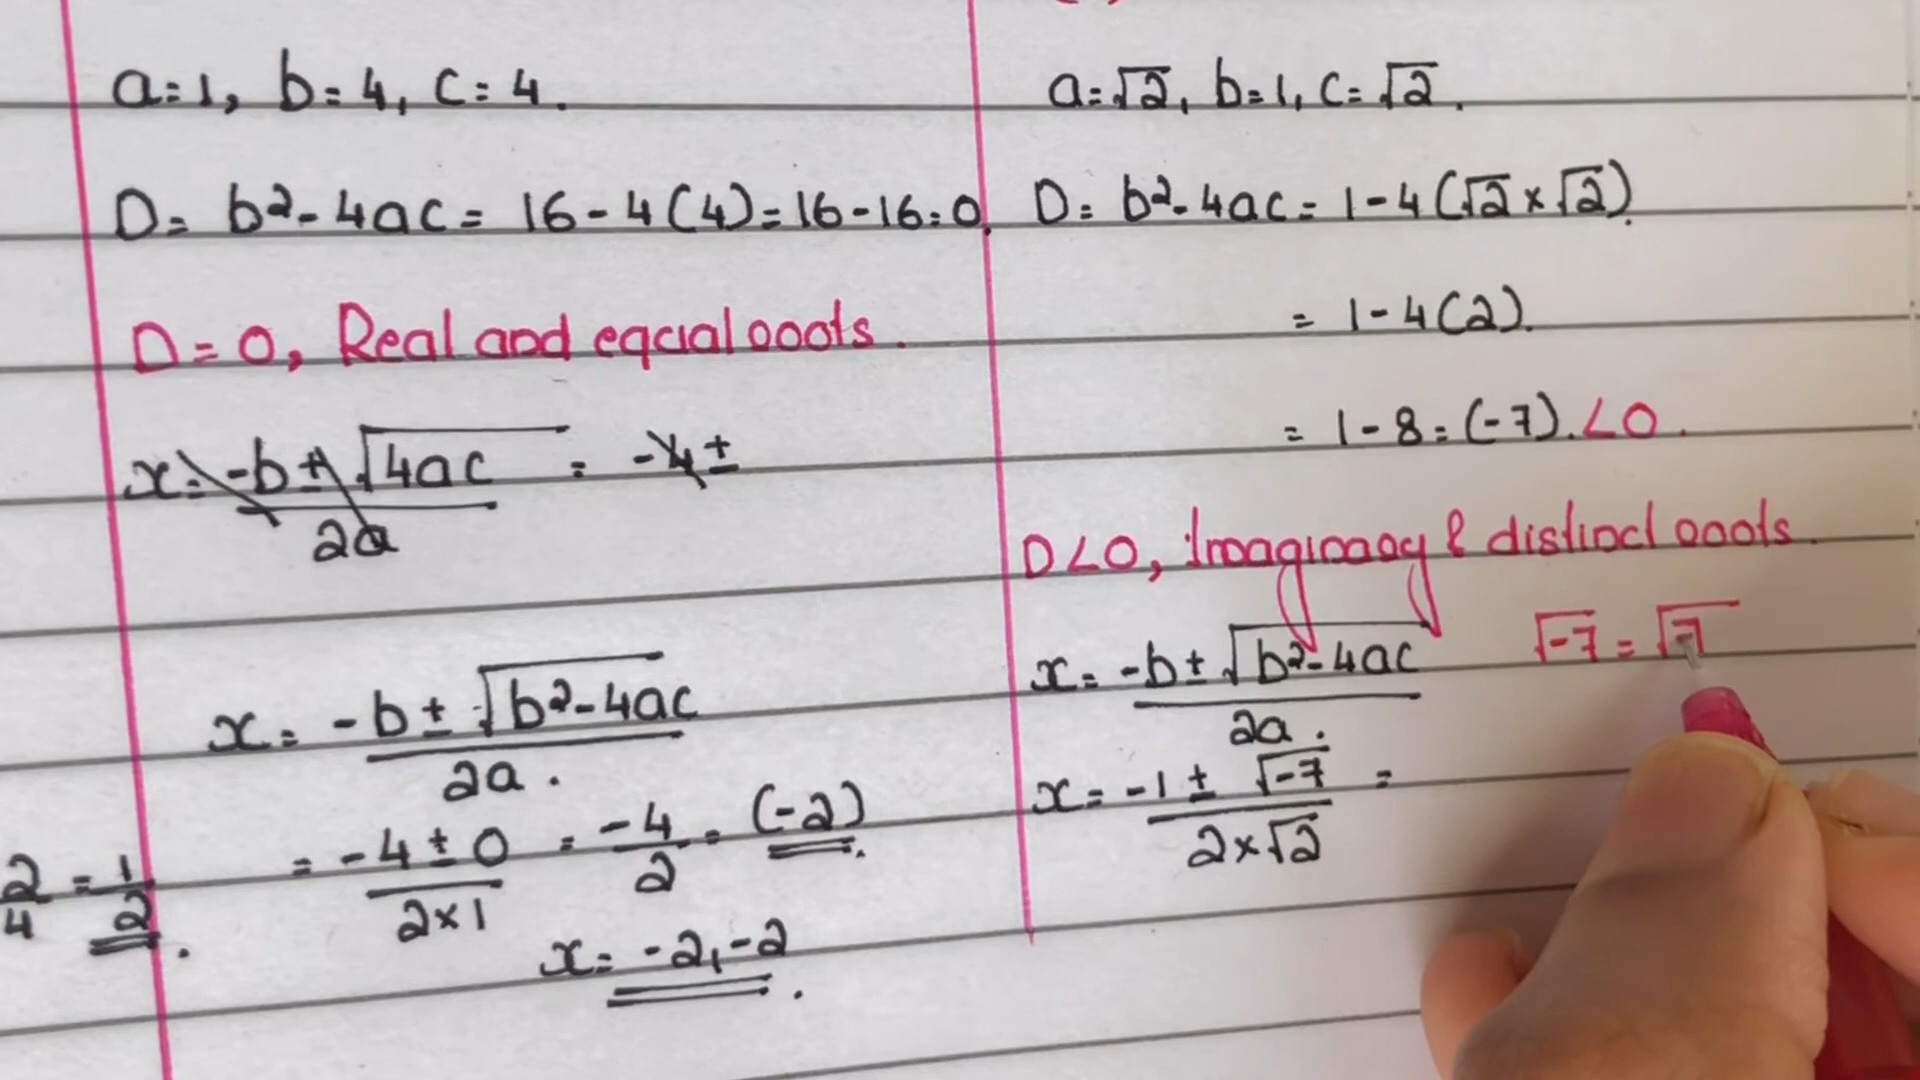 a=1, b=4, c=4.
D= b²-4ac= 16-4(4)=16-16=0.
D=0, Real and equal roots.
x= -b± √4ac = -4±
2a
x= -b± √b²-4ac
2a.
= -4±0 = -4 = (-2).
2×1 2
x= -2,-2.
2 = 1
4 2.
a=√2, b=1, c=√2.
D= b²-4ac= 1-4(√2×√2).
= 1-4(2).
= 1-8=(-7).<0.
D<0, Imaginary & distinct roots.
x= -b± √b²-4ac
2a.
√-7 = √7
x= -1± √-7 =
2×√2